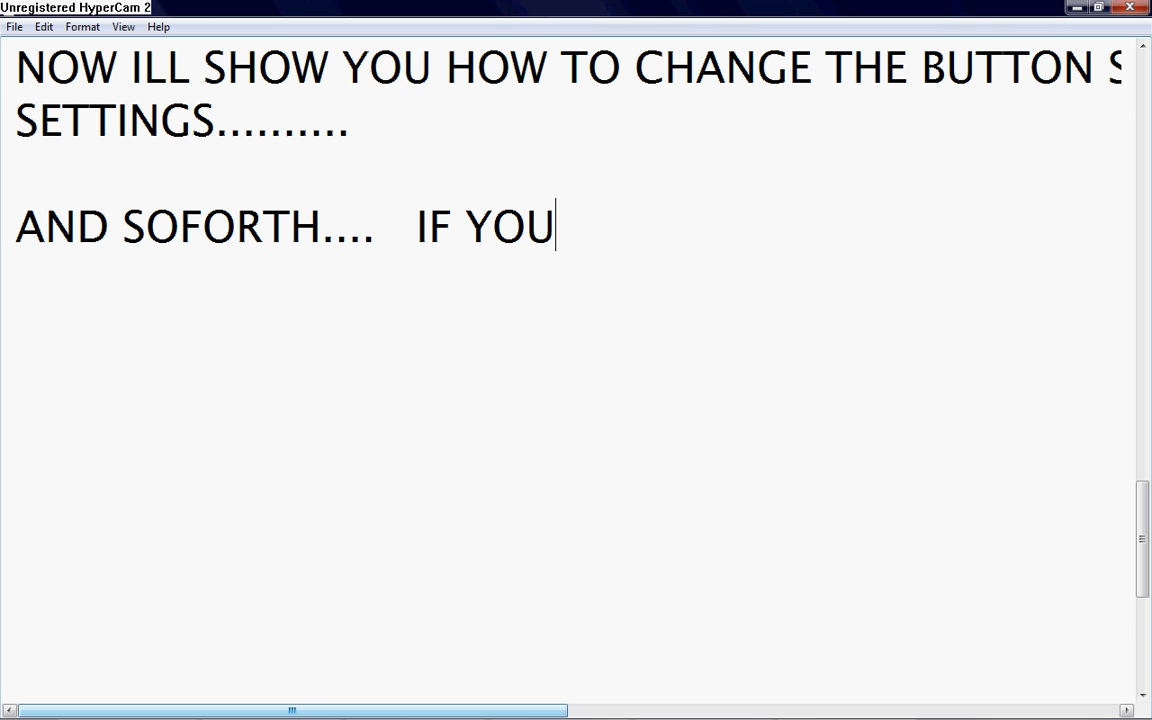 Unregistered HyperCam 2
File Edit Format View Help
NOW ILL SHOW YOU HOW TO CHANGE THE BUTTON
SETTINGS..........
AND SOFORTH.... IF YOU